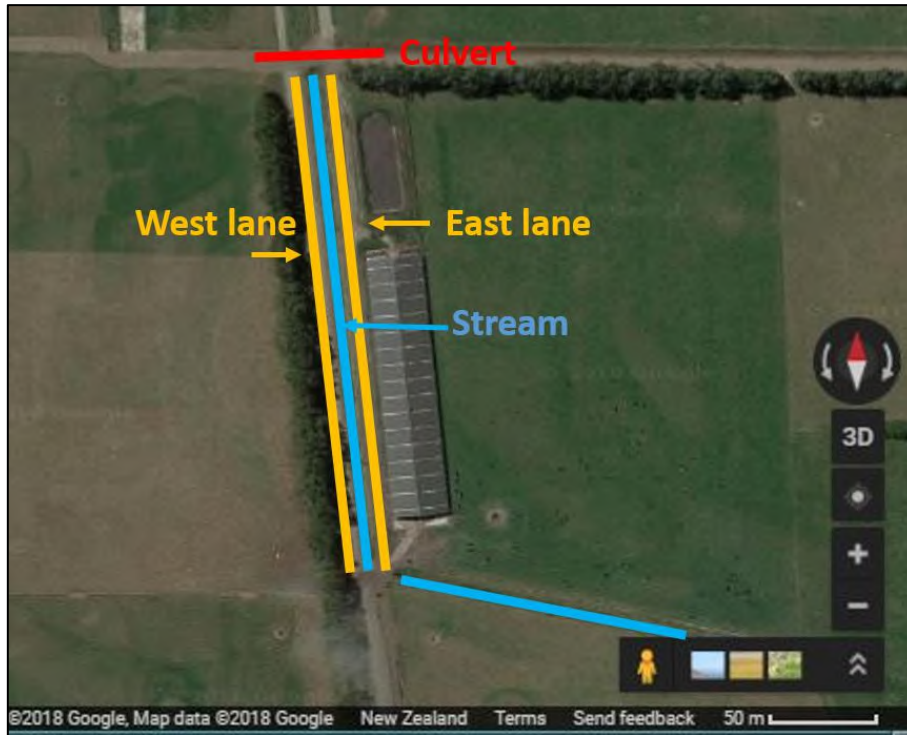 Culvert
West lane
East lane
Stream
3D
©2018 Google, Map data ©2018 Google New Zealand Terms Send feedback 50 m